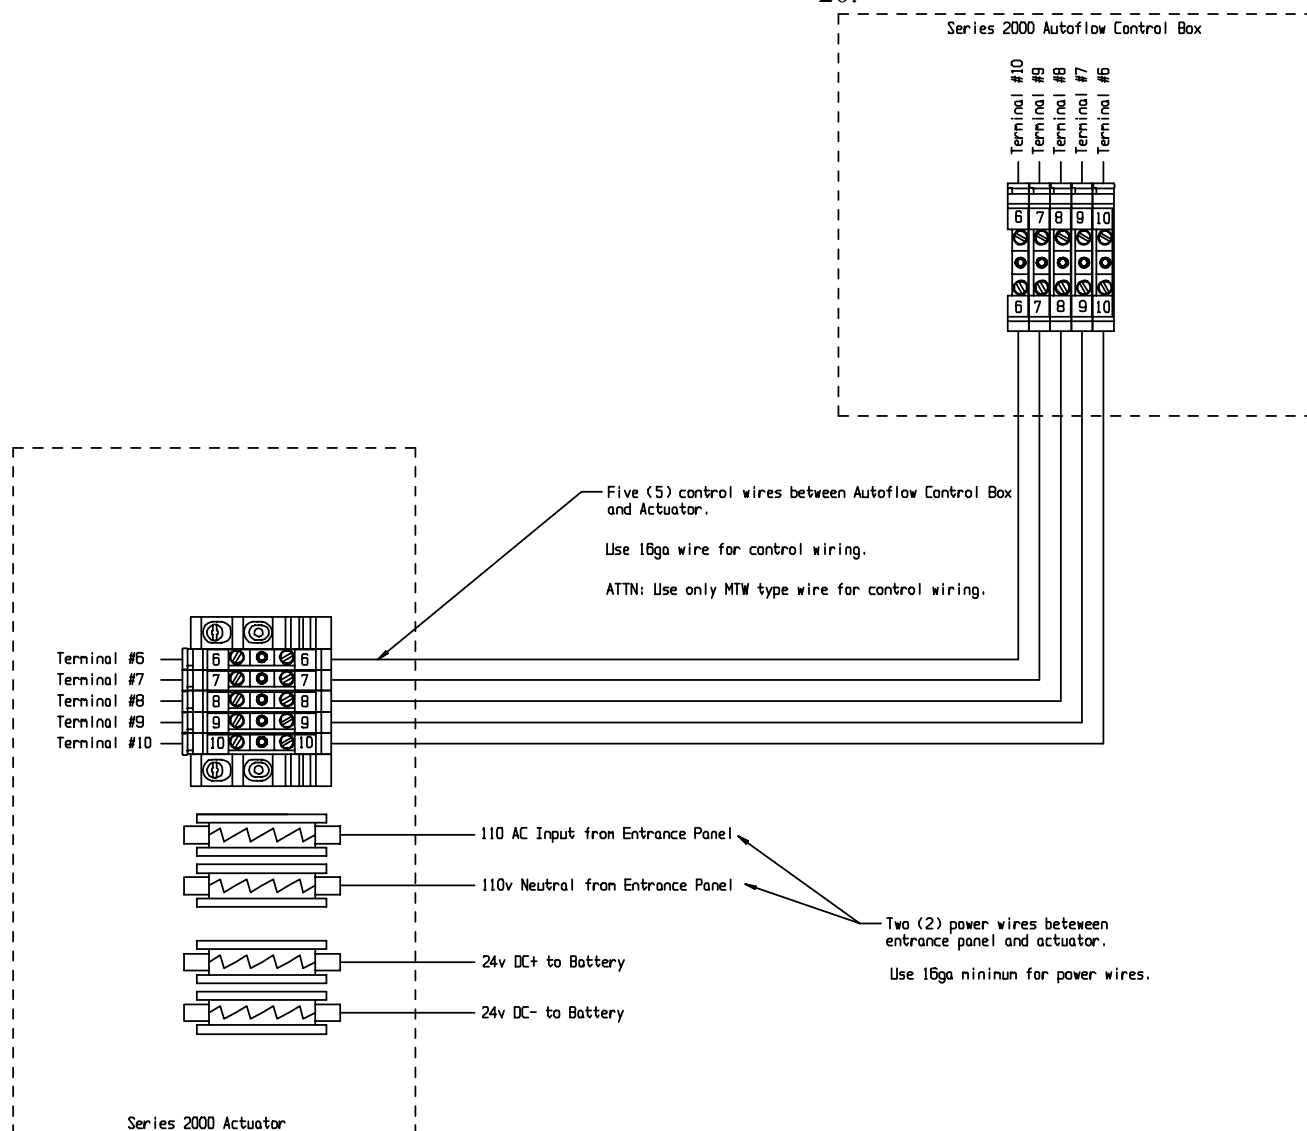 Series 2000 Autoflow Control Box
Terminal #10
Terminal #9
Terminal #8
Terminal #7
Terminal #6
6 7 8 9 10
6 7 8 9 10
Five (5) control wires between Autoflow Control Box
and Actuator.
Use 16ga wire for control wiring.
ATTN: Use only MTW type wire for control wiring.
Terminal #6 6 6
Terminal #7 7 7
Terminal #8 8 8
Terminal #9 9 9
Terminal #10 10 10
110 AC Input from Entrance Panel
110v Neutral from Entrance Panel
Two (2) power wires beteween
entrance panel and actuator.
Use 16ga minimum for power wires.
24v DC+ to Battery
24v DC- to Battery
Series 2000 Actuator